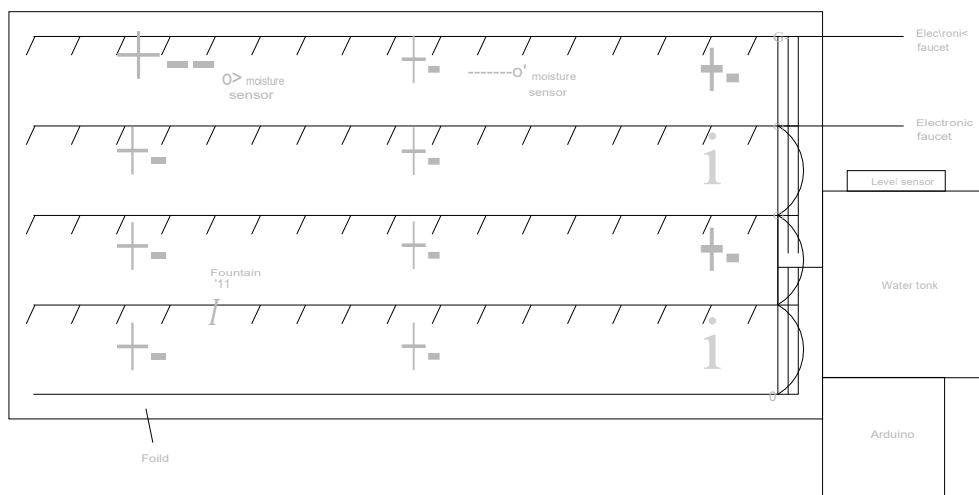 Elec\roni<
faucet
0> moisture
sensor
-------o' moisture
sensor
Electronic
faucet
i
Level sensor
Fountain
'11
I
Water tonk
i
Arduino
Foild